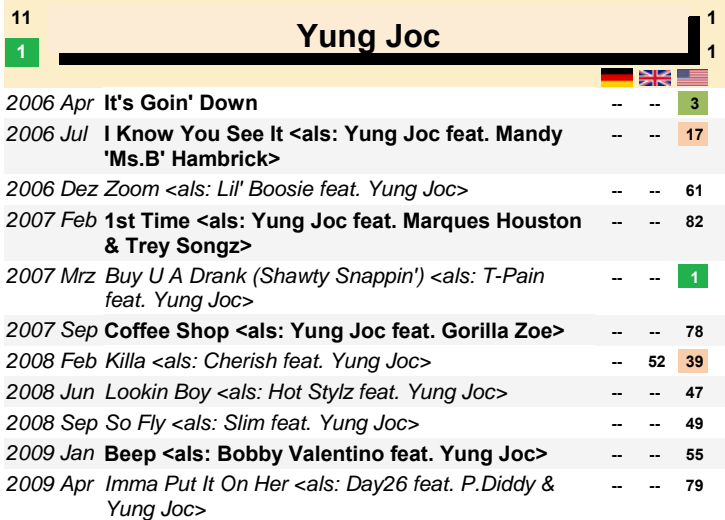 11 Yung Joc 1
1 1
2006 Apr It's Goin' Down -- -- 3
2006 Jul I Know You See It <als: Yung Joc feat. Mandy -- -- 17
'Ms.B' Hambrick>
2006 Dez Zoom <als: Lil' Boosie feat. Yung Joc> -- -- 61
2007 Feb 1st Time <als: Yung Joc feat. Marques Houston -- -- 82
& Trey Songz>
2007 Mrz Buy U A Drank (Shawty Snappin') <als: T-Pain -- -- 1
feat. Yung Joc>
2007 Sep Coffee Shop <als: Yung Joc feat. Gorilla Zoe> -- -- 78
2008 Feb Killa <als: Cherish feat. Yung Joc> -- 52 39
2008 Jun Lookin Boy <als: Hot Stylz feat. Yung Joc> -- -- 47
2008 Sep So Fly <als: Slim feat. Yung Joc> -- -- 49
2009 Jan Beep <als: Bobby Valentino feat. Yung Joc> -- -- 55
2009 Apr Imma Put It On Her <als: Day26 feat. P.Diddy & -- -- 79
Yung Joc>